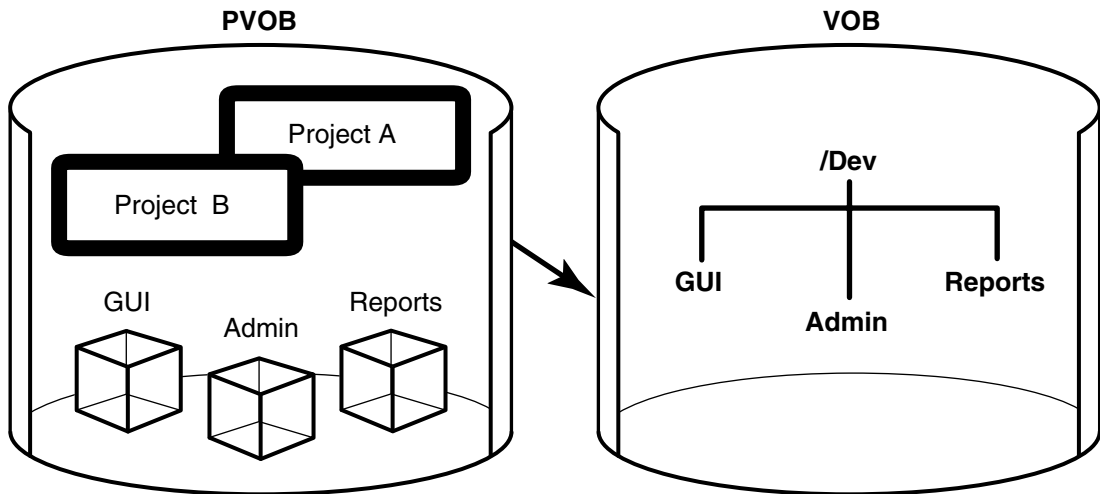 PVOB
Project A
Project B
GUI
Admin
Reports
VOB
/Dev
GUI
Admin
Reports